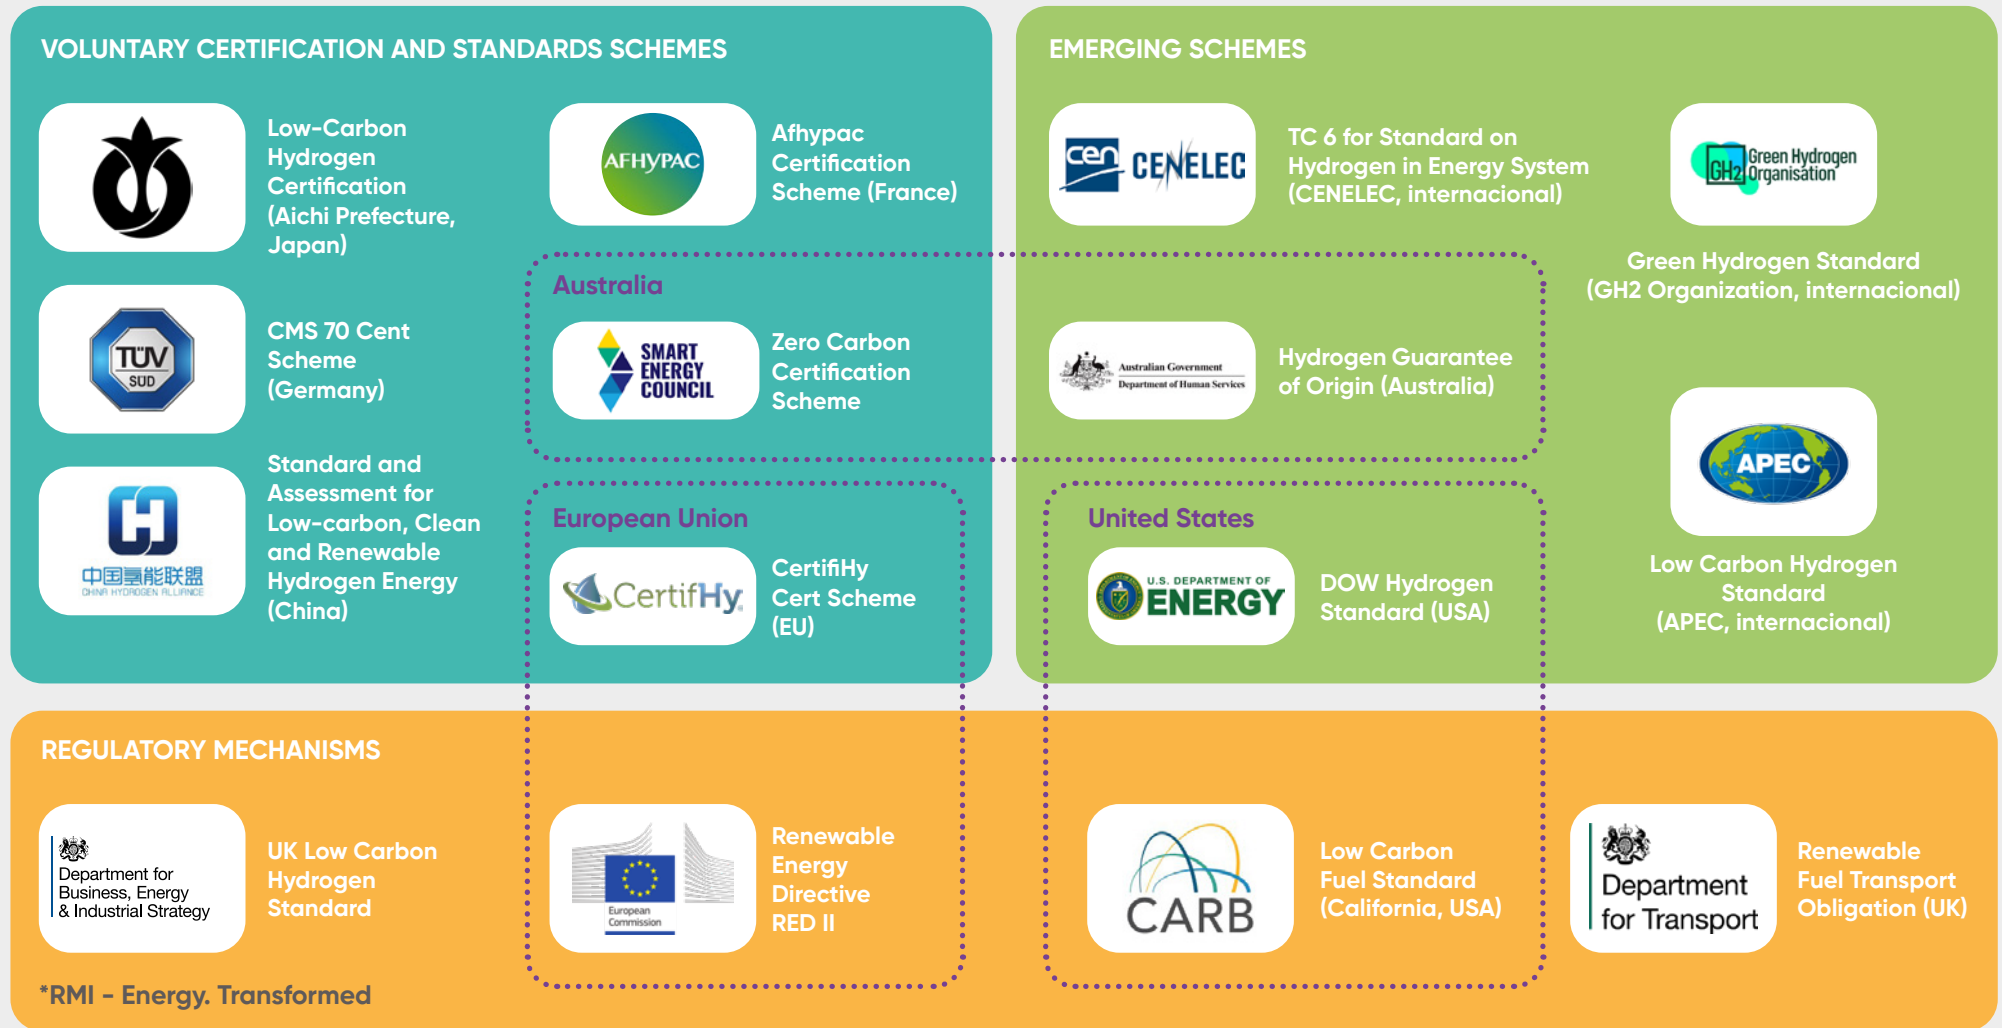 VOLUNTARY CERTIFICATION AND STANDARDS SCHEMES
Low-Carbon
Hydrogen
Certification
(Aichi Prefecture,
Japan)
AFHyPAC
Afhypac
Certification
Scheme (France)
TÜV
SÜD
CMS 70 Cent
Scheme
(Germany)
Australia
SMART
ENERGY
COUNCIL
Zero Carbon
Certification
Scheme
中国氢能联盟
CHINA HYDROGEN ALLIANCE
Standard and
Assessment for
Low-carbon, Clean
and Renewable
Hydrogen Energy
(China)
European Union
CertifHy
CertifiHy
Cert Scheme
(EU)
EMERGING SCHEMES
cen
CENELEC
TC 6 for Standard on
Hydrogen in Energy System
(CENELEC, internacional)
GH2
Green Hydrogen
Organisation
Green Hydrogen Standard
(GH2 Organization, internacional)
Australian Government
Department of Human Services
Hydrogen Guarantee
of Origin (Australia)
APEC
Low Carbon Hydrogen
Standard
(APEC, internacional)
United States
U.S. DEPARTMENT OF
ENERGY
DOW Hydrogen
Standard (USA)
REGULATORY MECHANISMS
Department for
Business, Energy
& Industrial Strategy
UK Low Carbon
Hydrogen
Standard
European
Commission
Renewable
Energy
Directive
RED II
CARB
Low Carbon
Fuel Standard
(California, USA)
Department
for Transport
Renewable
Fuel Transport
Obligation (UK)
*RMI - Energy. Transformed